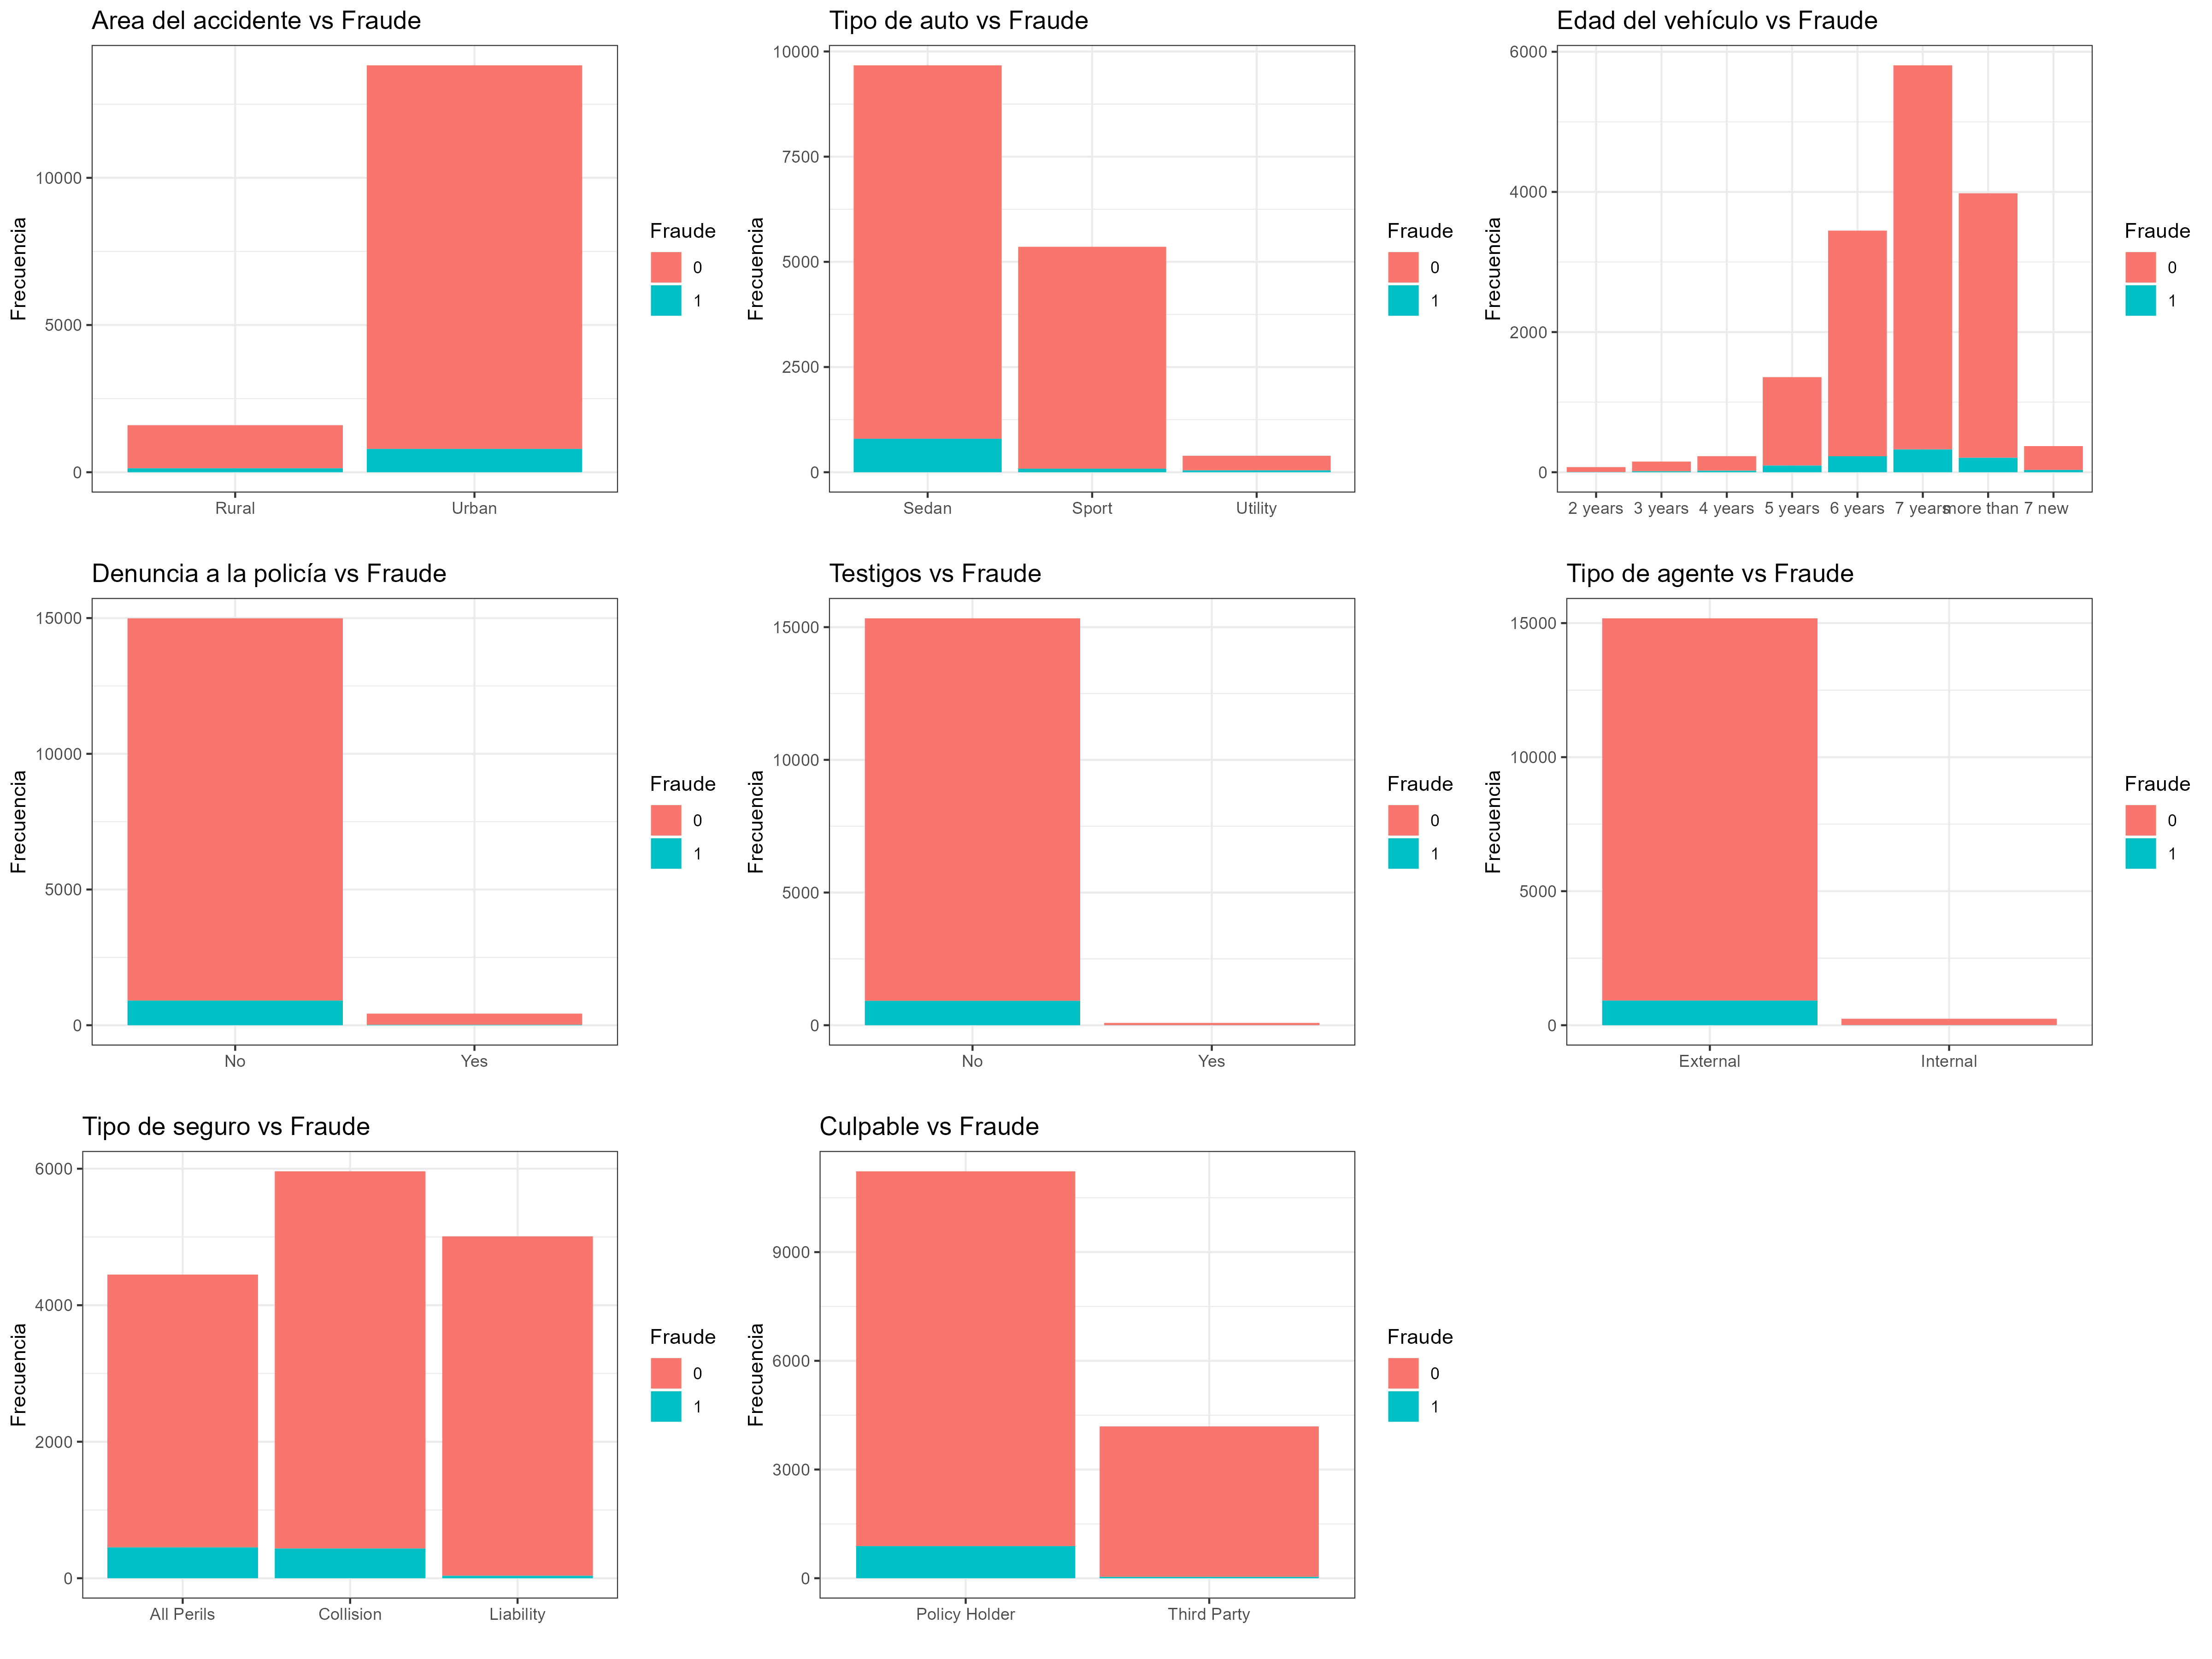 Area del accidente vs Fraude
Frecuencia
10000
5000
0
Rural Urban
Fraude
0
1
Tipo de auto vs Fraude
Frecuencia
10000
7500
5000
2500
0
Sedan Sport Utility
Fraude
0
1
Edad del vehículo vs Fraude
Frecuencia
6000
4000
2000
0
2 years 3 years 4 years 5 years 6 years 7 years more than 7 new
Fraude
0
1
Denuncia a la policía vs Fraude
Frecuencia
15000
10000
5000
0
No Yes
Fraude
0
1
Testigos vs Fraude
Frecuencia
15000
10000
5000
0
No Yes
Fraude
0
1
Tipo de agente vs Fraude
Frecuencia
15000
10000
5000
0
External Internal
Fraude
0
1
Tipo de seguro vs Fraude
Frecuencia
6000
4000
2000
0
All Perils Collision Liability
Fraude
0
1
Culpable vs Fraude
Frecuencia
9000
6000
3000
0
Policy Holder Third Party
Fraude
0
1